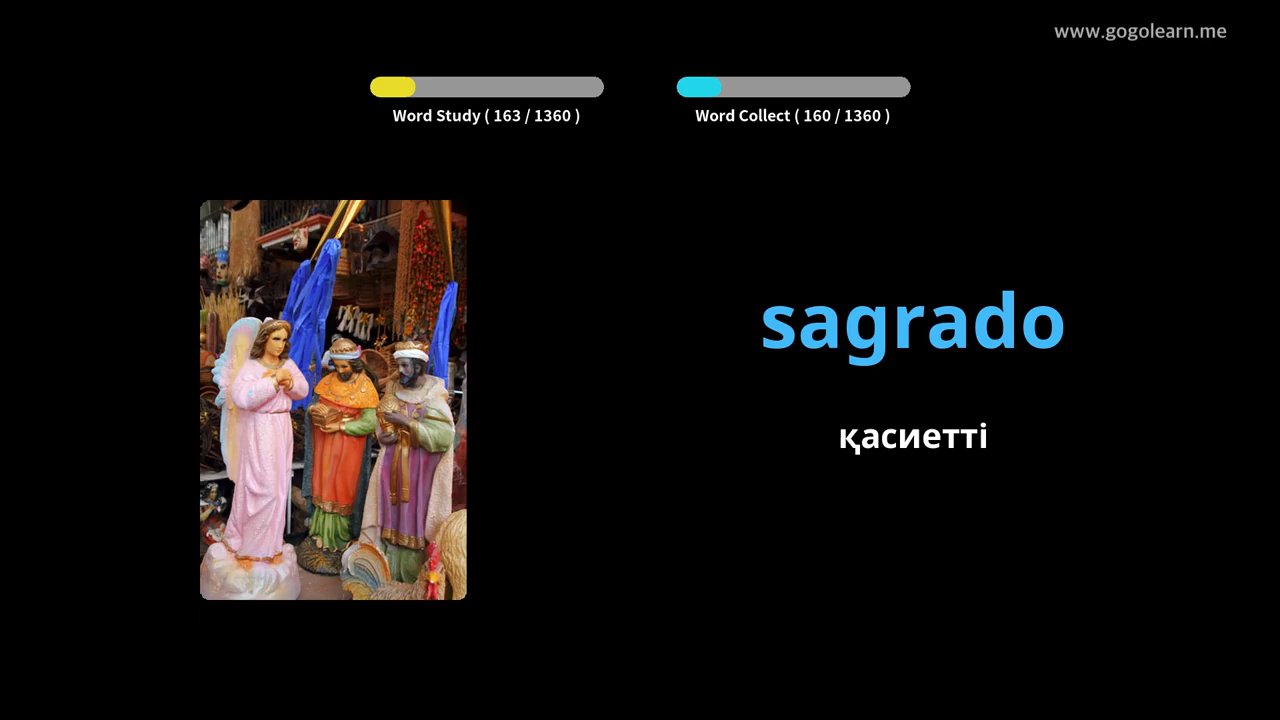 www.gogolearn.me
Word Study ( 163 / 1360 )
Word Collect ( 160 / 1360 )
sagrado
қасиетті